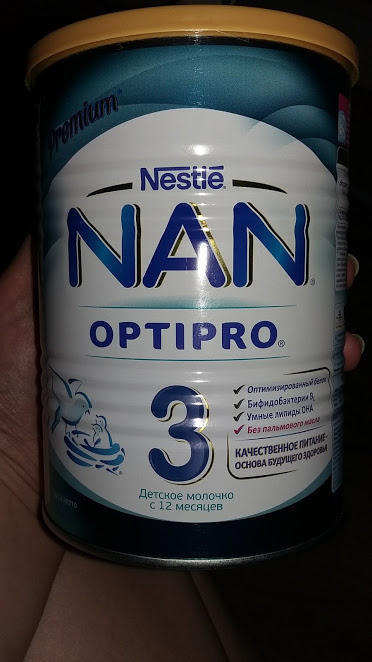 Premium
Nestlé®
NAN®
OPTIPRO®
3
✓ Оптимизированный белок
✓ Бифидобактерии BL
✓ Умные липиды DHA
✓ Без пальмового масла
КАЧЕСТВЕННОЕ ПИТАНИЕ -
ОСНОВА БУДУЩЕГО ЗДОРОВЬЯ
Детское молочко
с 12 месяцев